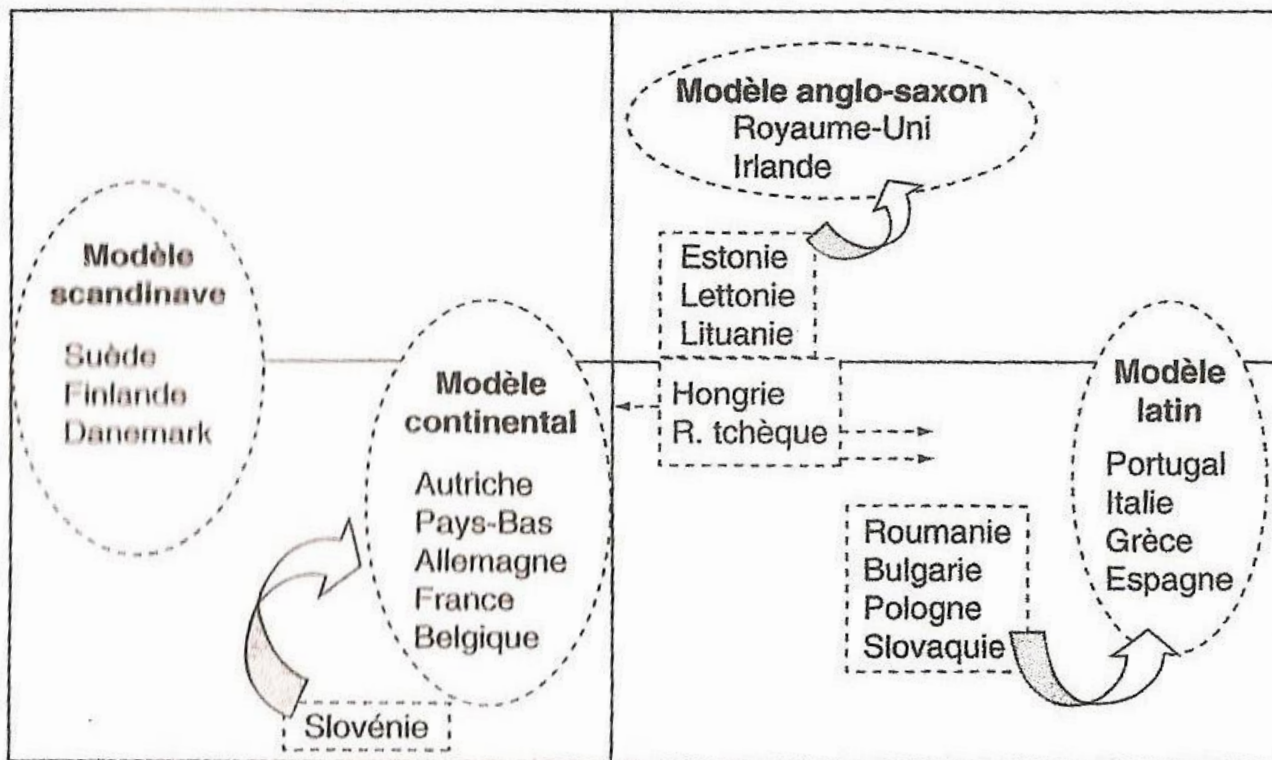 Modèle anglo-saxon
Royaume-Uni
Irlande
Modèle
scandinave
Suède
Finlande
Danemark
Estonie
Lettonie
Lituanie
Modèle
continental
Autriche
Pays-Bas
Allemagne
France
Belgique
Hongrie
R. tchèque
Modèle
latin
Portugal
Italie
Grèce
Espagne
Roumanie
Bulgarie
Pologne
Slovaquie
Slovénie